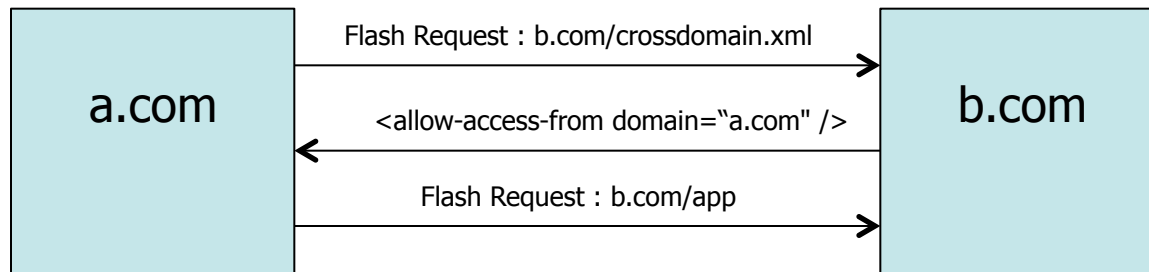 Flash Request : b.com/crossdomain.xml
a.com
b.com
<allow-access-from domain=“a.com" />
Flash Request : b.com/app